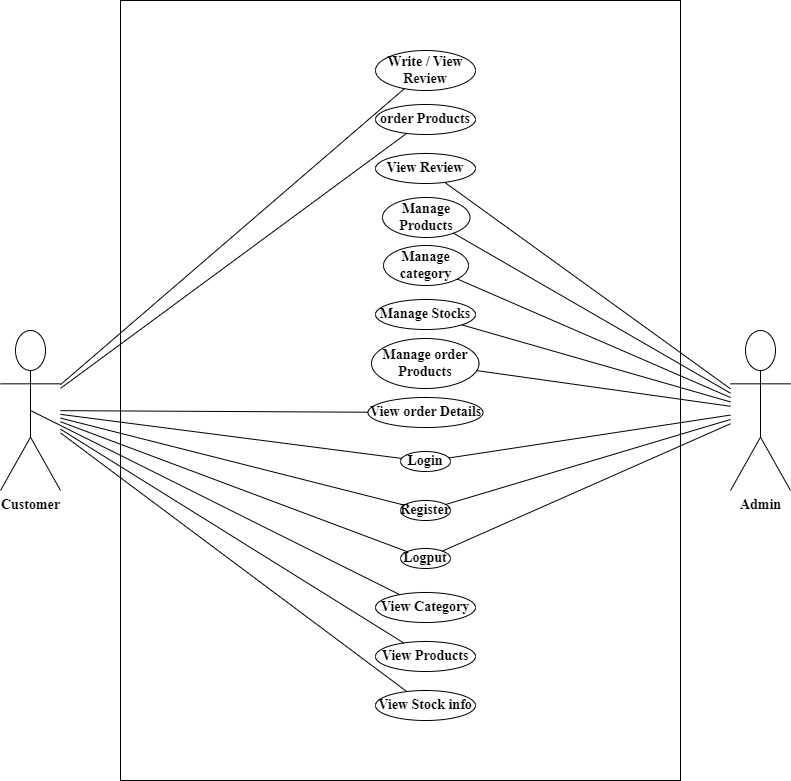 Write / View
Review
order Products
View Review
Manage
Products
Manage
category
Manage Stocks
Manage order
Products
View order Details
Login
Register
Logput
View Category
View Products
View Stock info
Customer
Admin